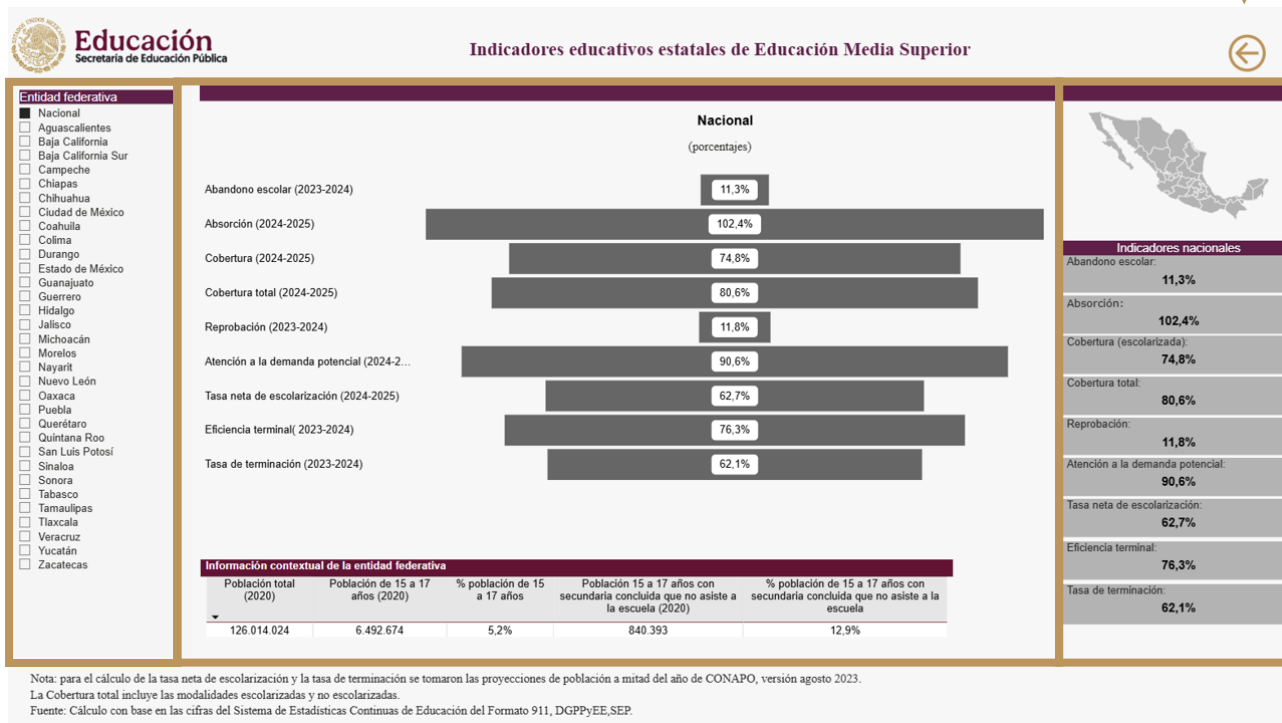 Educación
Secretaría de Educación Pública
Indicadores educativos estatales de Educación Media Superior
Entidad federativa
Nacional
Aguascalientes
Baja California
Baja California Sur
Campeche
Chiapas
Chihuahua
Ciudad de México
Coahuila
Colima
Durango
Estado de México
Guanajuato
Guerrero
Hidalgo
Jalisco
Michoacán
Morelos
Nayarit
Nuevo León
Oaxaca
Puebla
Querétaro
Quintana Roo
San Luis Potosí
Sinaloa
Sonora
Tabasco
Tamaulipas
Tlaxcala
Veracruz
Yucatán
Zacatecas
Nacional
(porcentajes)
Abandono escolar (2023-2024) 11,3%
Absorción (2024-2025) 102,4%
Cobertura (2024-2025) 74,8%
Cobertura total (2024-2025) 80,6%
Reprobación (2023-2024) 11,8%
Atención a la demanda potencial (2024-2... 90,6%
Tasa neta de escolarización (2024-2025) 62,7%
Eficiencia terminal( 2023-2024) 76,3%
Tasa de terminación (2023-2024) 62,1%
Información contextual de la entidad federativa
Población total Población de 15 a 17 % población de 15 Población 15 a 17 años con % población de 15 a 17 años con
(2020) años (2020) a 17 años secundaria concluida que no asiste a secundaria concluida que no asiste a la
la escuela (2020) escuela
126.014.024 6.492.674 5,2% 840.393 12,9%
Indicadores nacionales
Abandono escolar:
11,3%
Absorción:
102,4%
Cobertura (escolarizada):
74,8%
Cobertura total:
80,6%
Reprobación:
11,8%
Atención a la demanda potencial:
90,6%
Tasa neta de escolarización:
62,7%
Eficiencia terminal:
76,3%
Tasa de terminación:
62,1%
Nota: para el cálculo de la tasa neta de escolarización y la tasa de terminación se tomaron las proyecciones de población a mitad del año de CONAPO, versión agosto 2023.
La Cobertura total incluye las modalidades escolarizadas y no escolarizadas.
Fuente: Cálculo con base en las cifras del Sistema de Estadísticas Continuas de Educación del Formato 911, DGPPyEE,SEP.